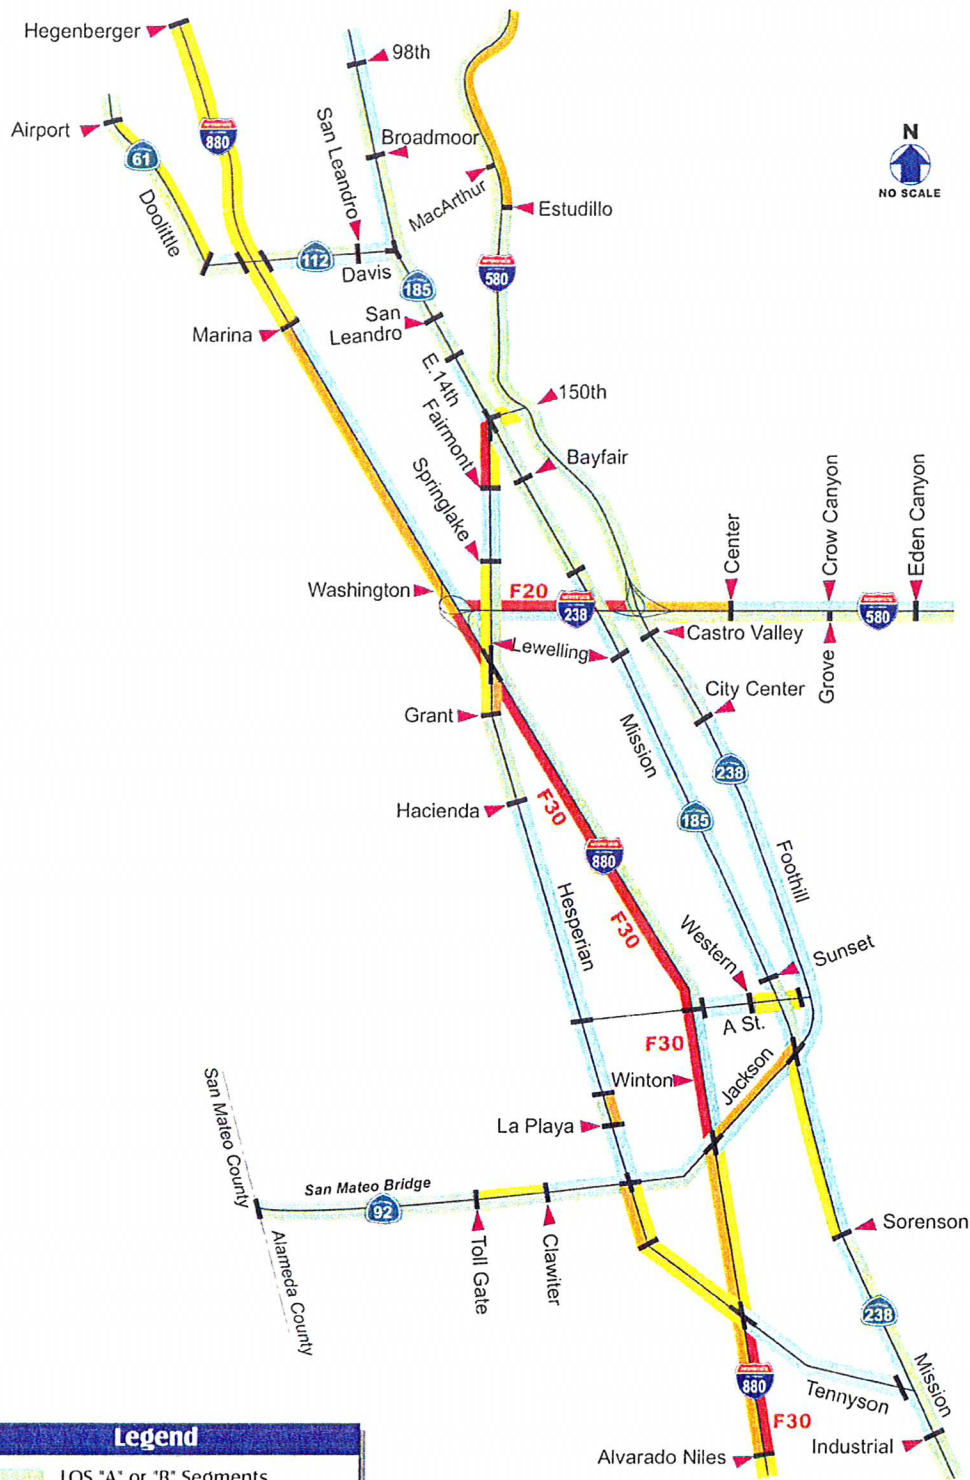 Hegenberger
98th
Airport
880
61
San Leandro
Broadmoor
N
NO SCALE
MacArthur
Estudillo
Doolittle
112
Davis
580
185
San
Leandro
Marina
E.14th
150th
Fairmont
Bayfair
Springlake
Center
Crow Canyon
Eden Canyon
Washington
F20
238
580
Lewelling
Castro Valley
Grove
City Center
Grant
Mission
238
Hacienda
F30
185
880
Foothill
Hesperian
F30
Western
Sunset
A St.
F30
Winton
Jackson
San Mateo County
La Playa
San Mateo Bridge
92
Alameda County
Toll Gate
Clawiter
Sorenson
238
880
Tennyson
Mission
F30
Industrial
Alvarado Niles
Legend
LOS "A" or "B" Segments